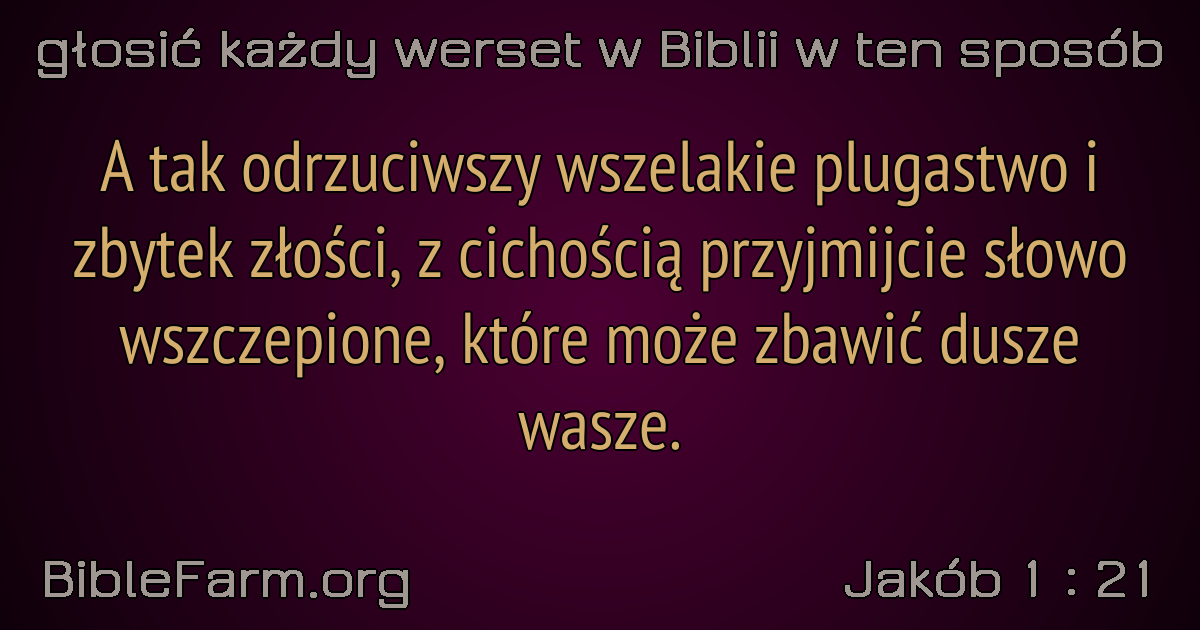 głosić każdy werset w Biblii w ten sposób
A tak odrzuciwszy wszelakie plugastwo i
zbytek złości, z cichością przyjmijcie słowo
wszczepione, które może zbawić dusze
wasze.
BibleFarm.org
Jakób 1 : 21